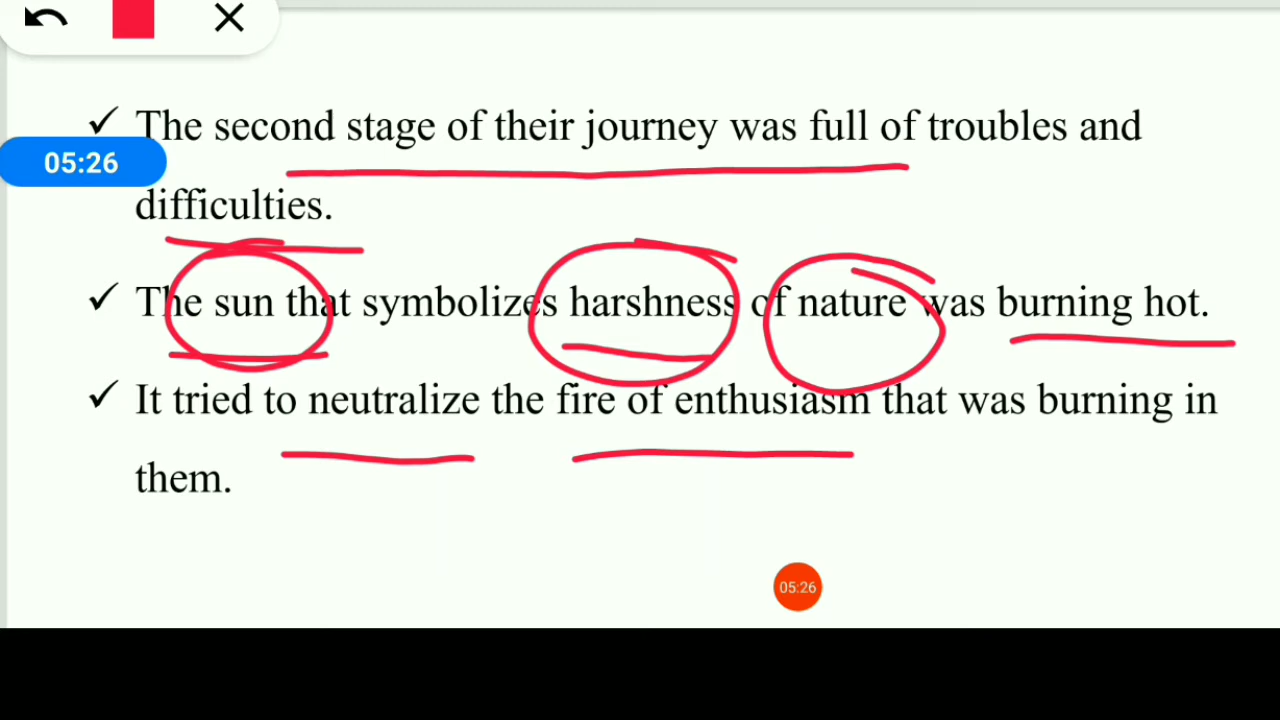 The second stage of their journey was full of troubles and
05:26
difficulties.
The sun that symbolizes harshness of nature was burning hot.
It tried to neutralize the fire of enthusiasm that was burning in
them.
05:26